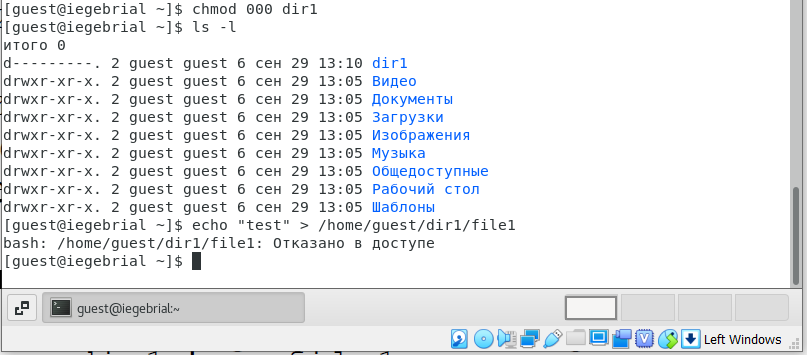 [guest@iegebrial ~]$ chmod 000 dir1
[guest@iegebrial ~]$ ls -l
итого 0
d---------. 2 guest guest 6 сен 29 13:10 dir1
drwxr-xr-x. 2 guest guest 6 сен 29 13:05 Видео
drwxr-xr-x. 2 guest guest 6 сен 29 13:05 Документы
drwxr-xr-x. 2 guest guest 6 сен 29 13:05 Загрузки
drwxr-xr-x. 2 guest guest 6 сен 29 13:05 Изображения
drwxr-xr-x. 2 guest guest 6 сен 29 13:05 Музыка
drwxr-xr-x. 2 guest guest 6 сен 29 13:05 Общедоступные
drwxr-xr-x. 2 guest guest 6 сен 29 13:05 Рабочий стол
drwxr-xr-x. 2 guest guest 6 сен 29 13:05 Шаблоны
[guest@iegebrial ~]$ echo "test" > /home/guest/dir1/file1
bash: /home/guest/dir1/file1: Отказано в доступе
[guest@iegebrial ~]$
guest@iegebrial:~
Left Windows